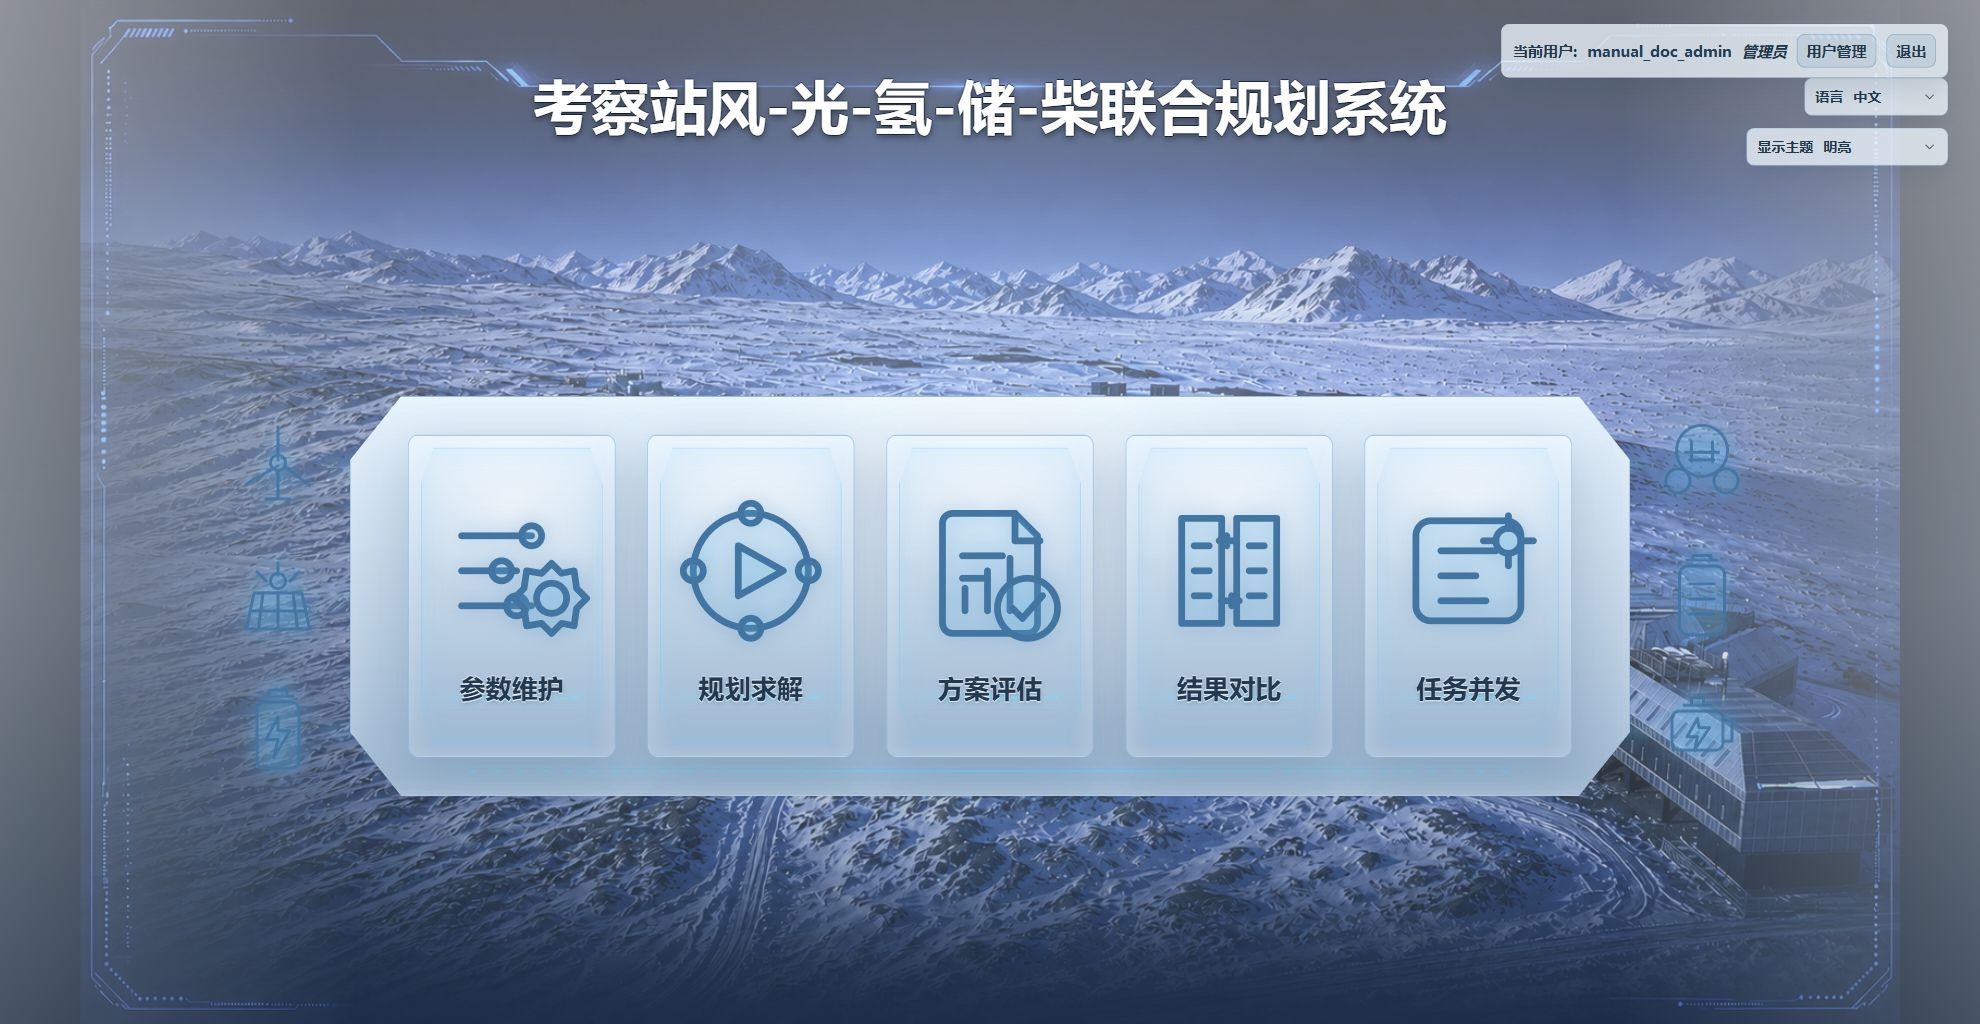 当前用户: manual_doc_admin 管理员 用户管理 退出
语言 中文
显示主题 明亮
考察站风-光-氢-储-柴联合规划系统
参数维护
规划求解
方案评估
结果对比
任务并发